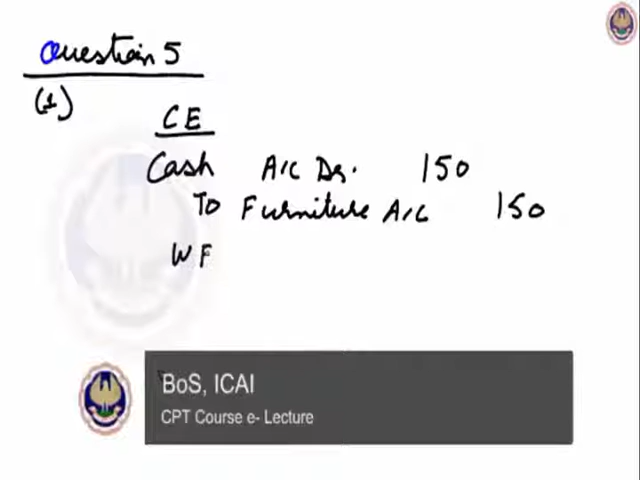 Question 5
(1)
CE
Cash A/c Dr. 150
To Furniture A/c 150
WF
BoS, ICAI
CPT Course e- Lecture